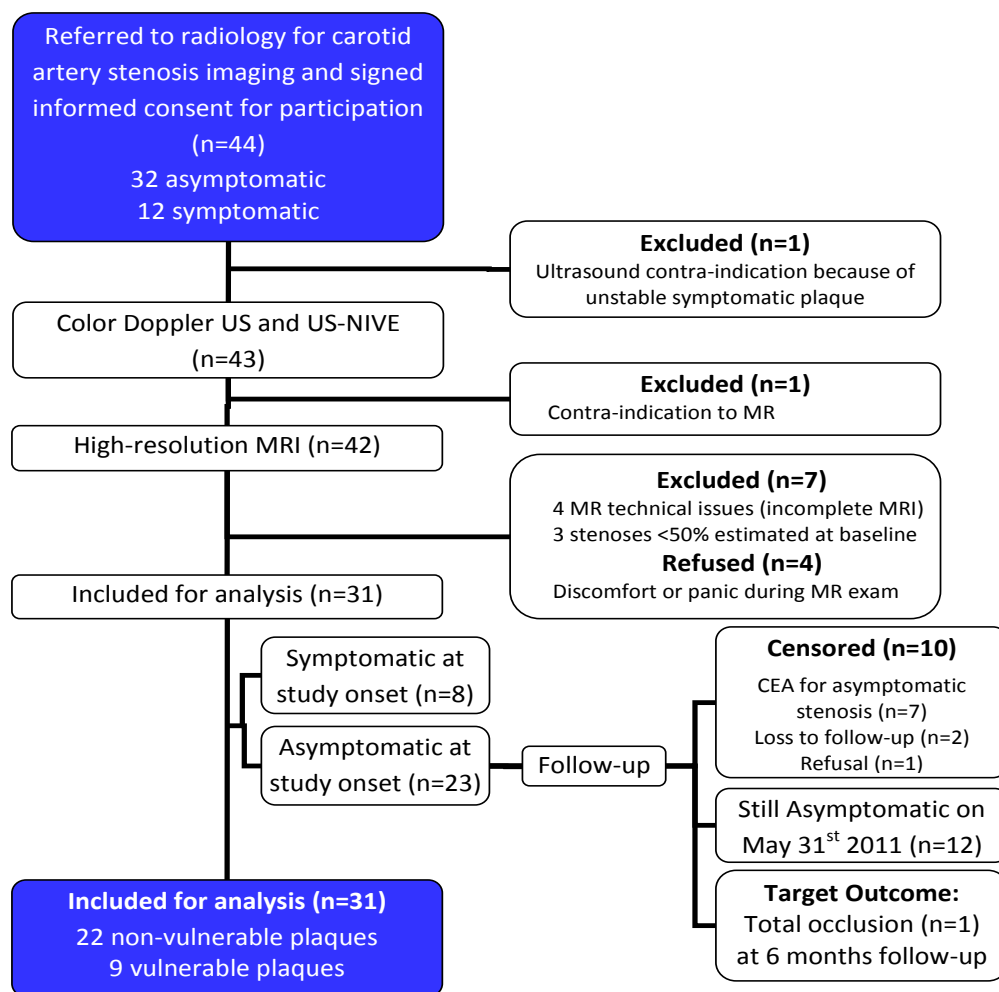 Referred to radiology for carotid
artery stenosis imaging and signed
informed consent for participation
(n=44)
32 asymptomatic
12 symptomatic
Excluded (n=1)
Ultrasound contra-indication because of
unstable symptomatic plaque
Color Doppler US and US-NIVE
(n=43)
Excluded (n=1)
Contra-indication to MR
High-resolution MRI (n=42)
Excluded (n=7)
4 MR technical issues (incomplete MRI)
3 stenoses <50% estimated at baseline
Refused (n=4)
Discomfort or panic during MR exam
Included for analysis (n=31)
Symptomatic at
study onset (n=8)
Asymptomatic at
study onset (n=23)
Follow-up
Censored (n=10)
CEA for asymptomatic
stenosis (n=7)
Loss to follow-up (n=2)
Refusal (n=1)
Still Asymptomatic on
May 31st 2011 (n=12)
Target Outcome:
Total occlusion (n=1)
at 6 months follow-up
Included for analysis (n=31)
22 non-vulnerable plaques
9 vulnerable plaques